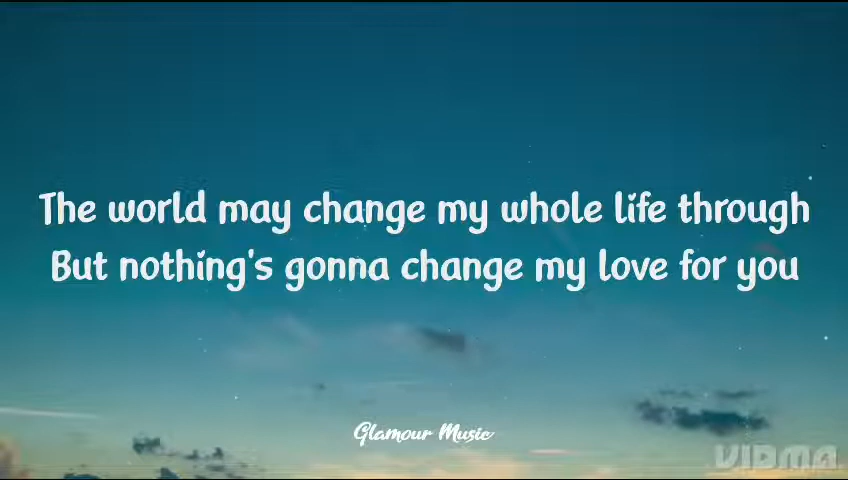 The world may change my whole life through
But nothing's gonna change my love for you
Glamour Music
VIDMA